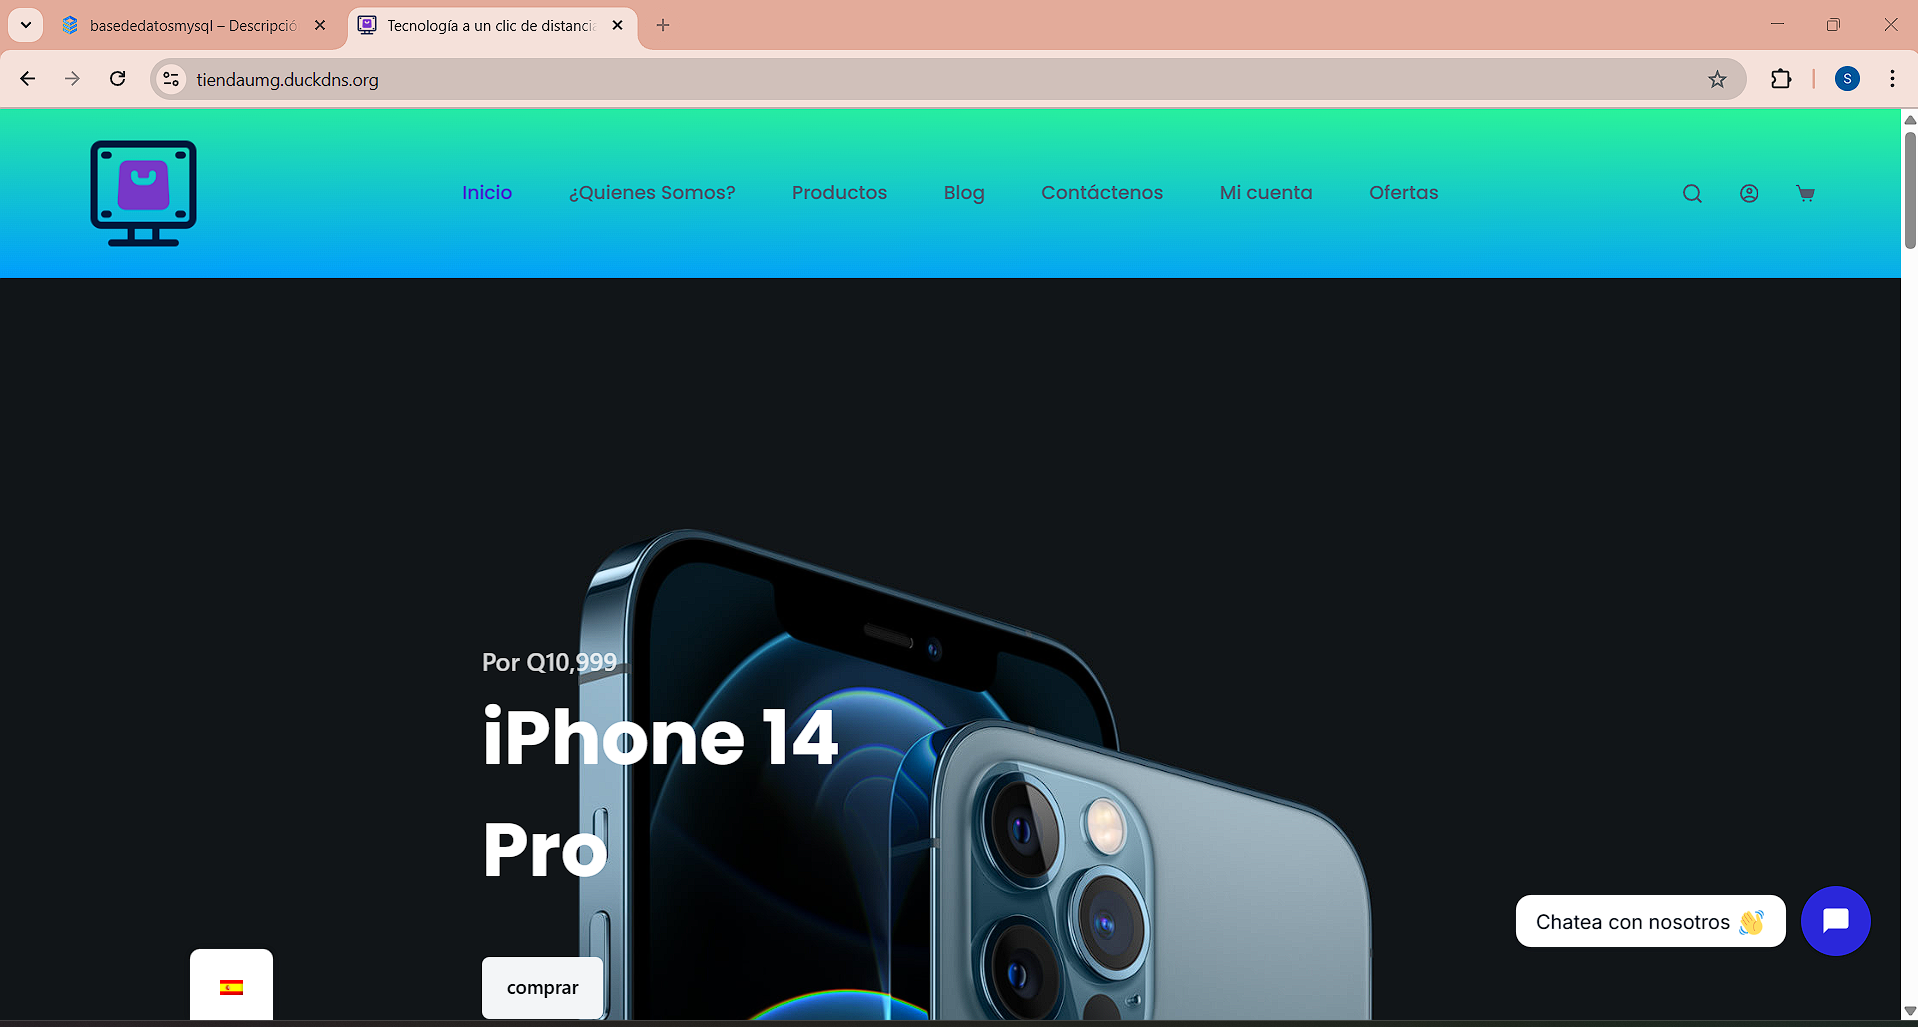 basededatosmysql – Descripció
Tecnología a un clic de distancia
tiendaumg.duckdns.org
S
Inicio
¿Quienes Somos?
Productos
Blog
Contáctenos
Mi cuenta
Ofertas
Por Q10,999
iPhone 14
Pro
comprar
Chatea con nosotros 👋